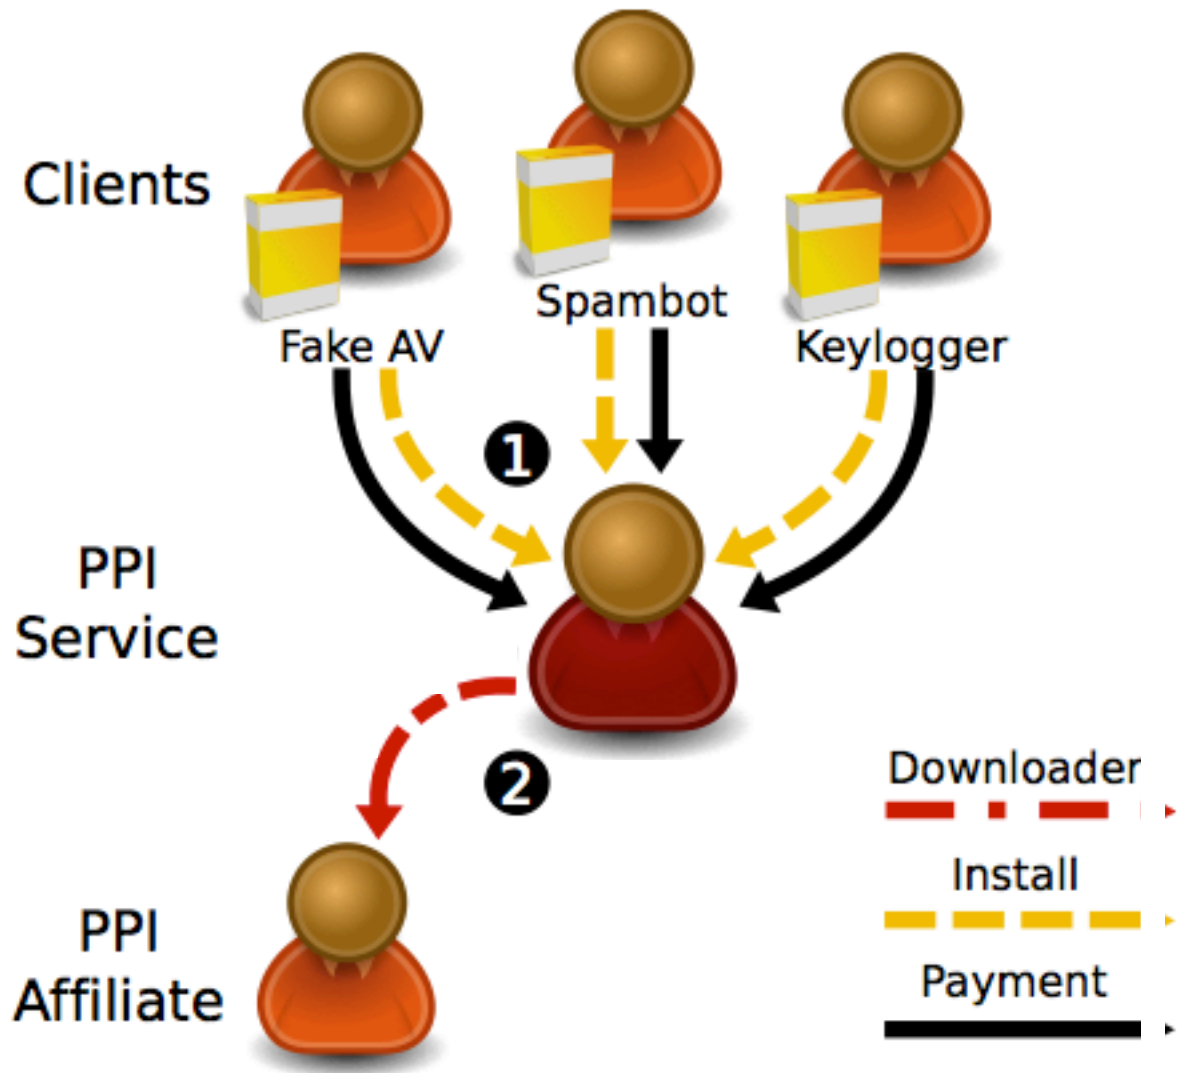 Clients
Fake AV
Spambot
Keylogger
1
PPI
Service
2
Downloader
Install
Payment
PPI
Affiliate